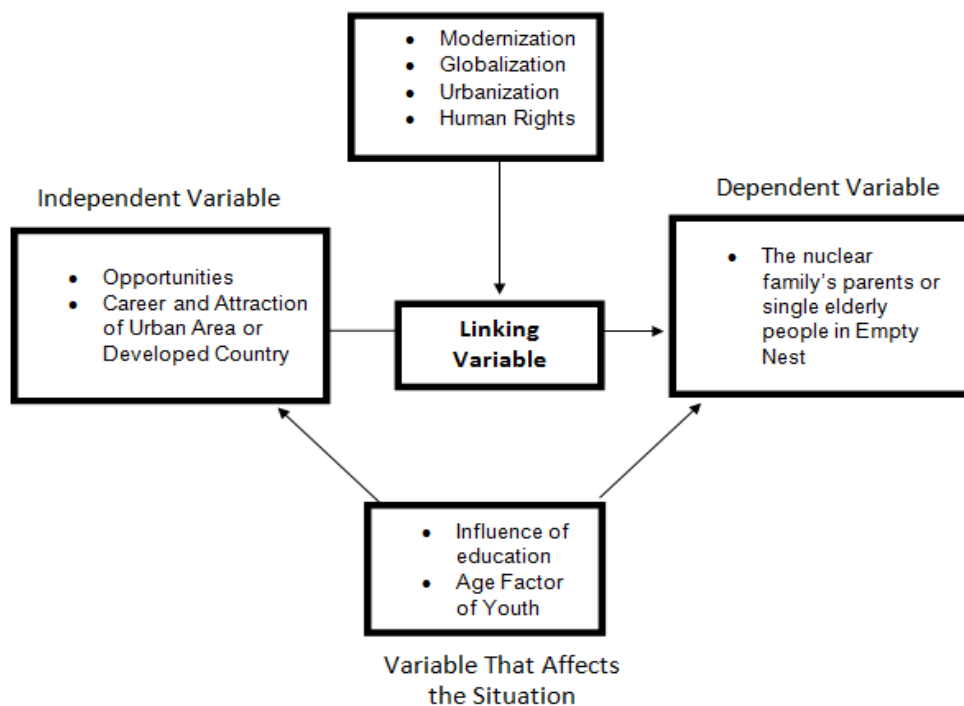 • Modernization
• Globalization
• Urbanization
• Human Rights
Independent Variable
• Opportunities
• Career and Attraction
of Urban Area or
Developed Country
Linking
Variable
Dependent Variable
• The nuclear
family's parents or
single elderly
people in Empty
Nest
• Influence of
education
• Age Factor
of Youth
Variable That Affects
the Situation